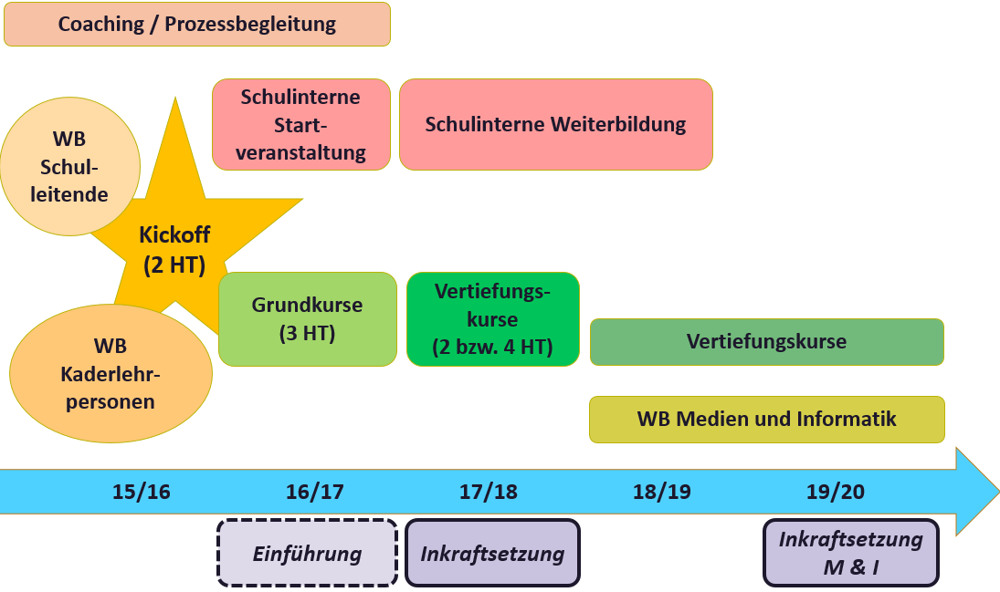 Coaching / Prozessbegleitung
Schulinterne
Start-
veranstaltung
Schulinterne Weiterbildung
WB
Schul-
leitende
Kickoff
(2 HT)
Grundkurse
(3 HT)
Vertiefungs-
kurse
(2 bzw. 4 HT)
Vertiefungskurse
WB
Kaderlehr-
personen
WB Medien und Informatik
15/16 16/17 17/18 18/19 19/20
Einführung
Inkraftsetzung
Inkraftsetzung
M & I